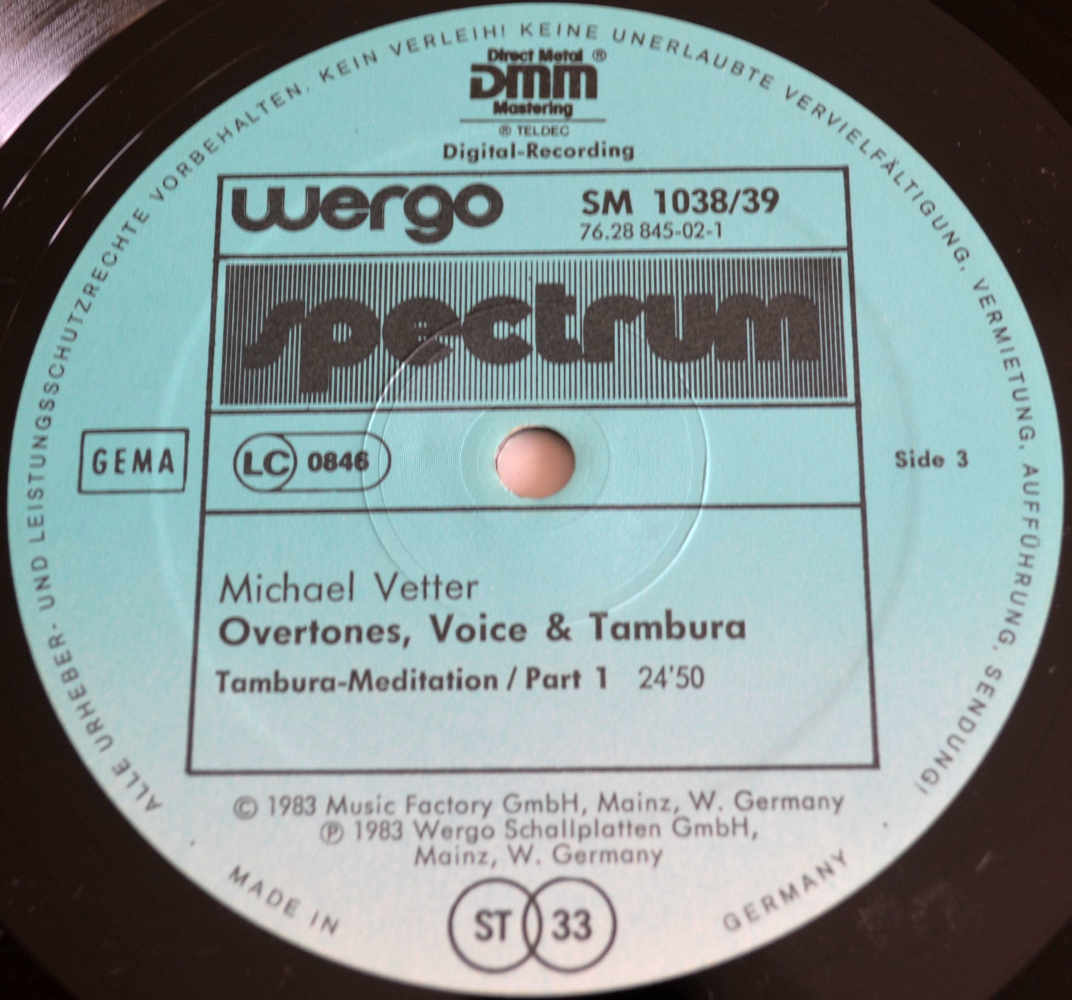 ALLE URHEBER- UND LEISTUNGSSCHUTZRECHTE VORBEHALTEN. KEIN VERLEIH! KEINE UNERLAUBTE VERVIELFÄLTIGUNG, VERMIETUNG, AUFFÜHRUNG, SENDUNG!
Direct Metal ®
DMM
Mastering
® TELDEC
Digital-Recording
wergo
SM 1038/39
76.28 845-02-1
spectrum
GEMA
LC 0846
Side 3
Michael Vetter
Overtones, Voice & Tambura
Tambura-Meditation / Part 1 24'50
© 1983 Music Factory GmbH, Mainz, W. Germany
℗ 1983 Wergo Schallplatten GmbH,
Mainz, W. Germany
MADE IN GERMANY
ST 33